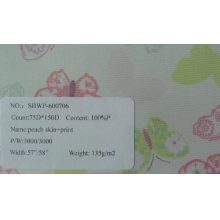 NO.: SDWP-600706
Count:75D*150D Content: 100%P
Name:peach skin+print
P/W:3000/3000
Width:57"/58" Weight: 138g/m2